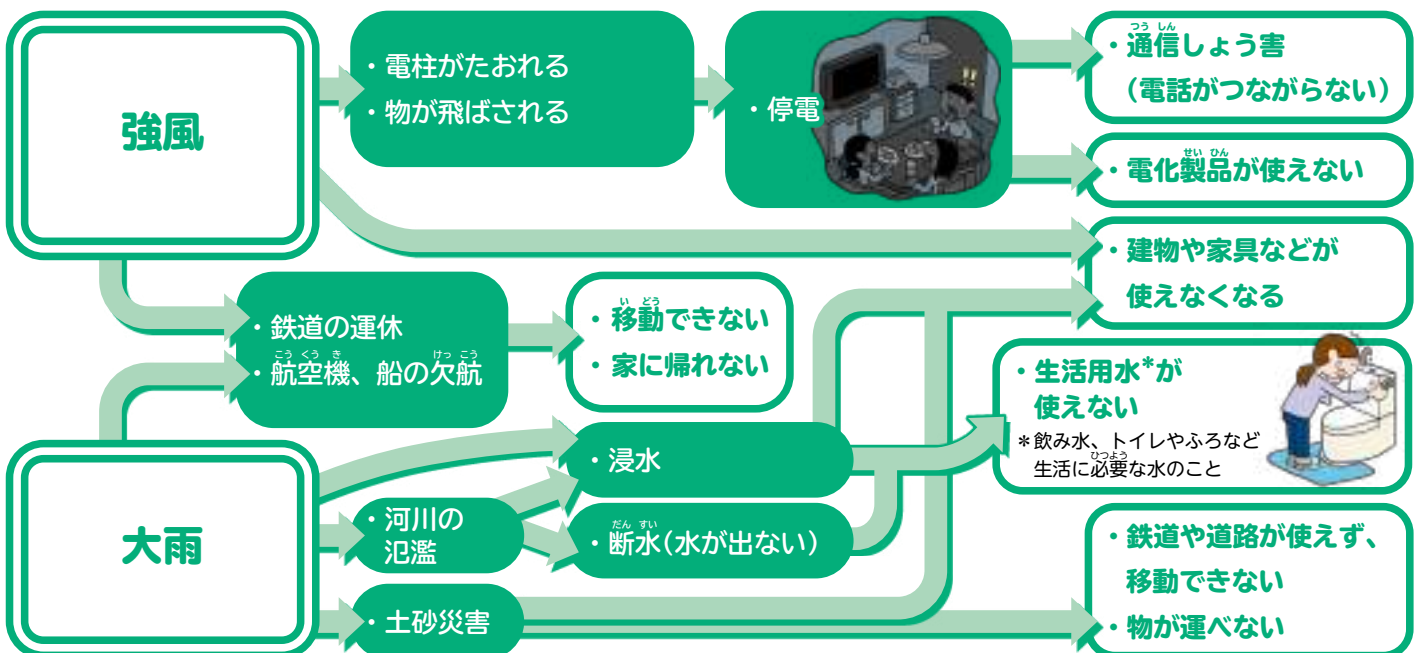 強風
・電柱がたおれる
・物が飛ばされる
・停電
つうしん
・通信しょう害
(電話がつながらない)
せいひん
・電化製品が使えない
・建物や家具などが
使えなくなる
・鉄道の運休
こうくうき けっこう
・航空機、船の欠航
いどう
・移動できない
・家に帰れない
・生活用水*が
使えない
*飲み水、トイレやふろなど
ひつよう
生活に必要な水のこと
大雨
・浸水
・河川の
氾濫
だんすい
・断水(水が出ない)
・土砂災害
・鉄道や道路が使えず、
移動できない
・物が運べない